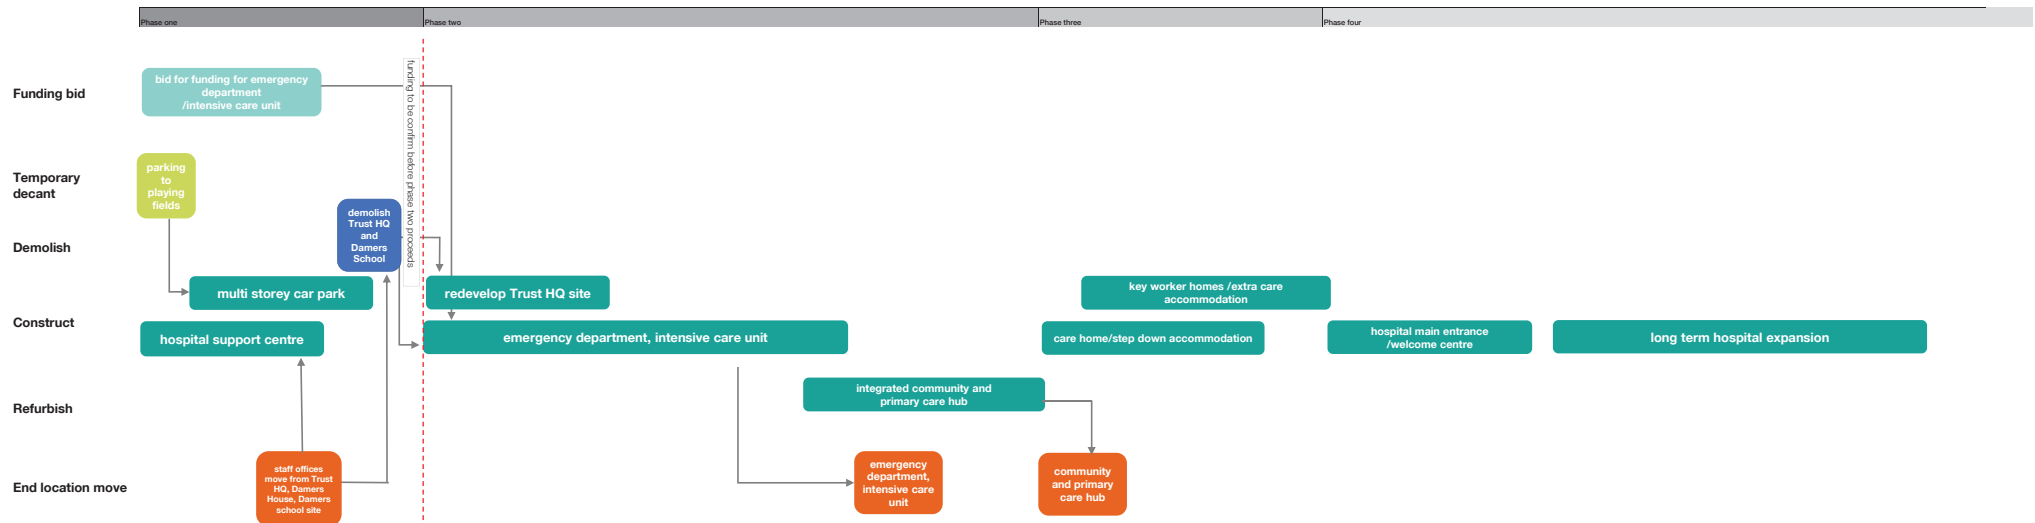 Phase one
Phase two
Phase three
Phase four
Funding bid
bid for funding for emergency
department
/intensive care unit
funding to be confirm before phase two proceeds
Temporary
decant
parking
to
playing
fields
Demolish
demolish
Trust HQ
and
Damers
School
Construct
multi storey car park
redevelop Trust HQ site
key worker homes /extra care
accommodation
hospital support centre
emergency department, intensive care unit
care home/step down accommodation
hospital main entrance
/welcome centre
long term hospital expansion
Refurbish
integrated community and
primary care hub
End location move
staff offices
move from Trust
HQ, Damers
House, Damers
school site
emergency
department,
intensive care
unit
community
and primary
care hub